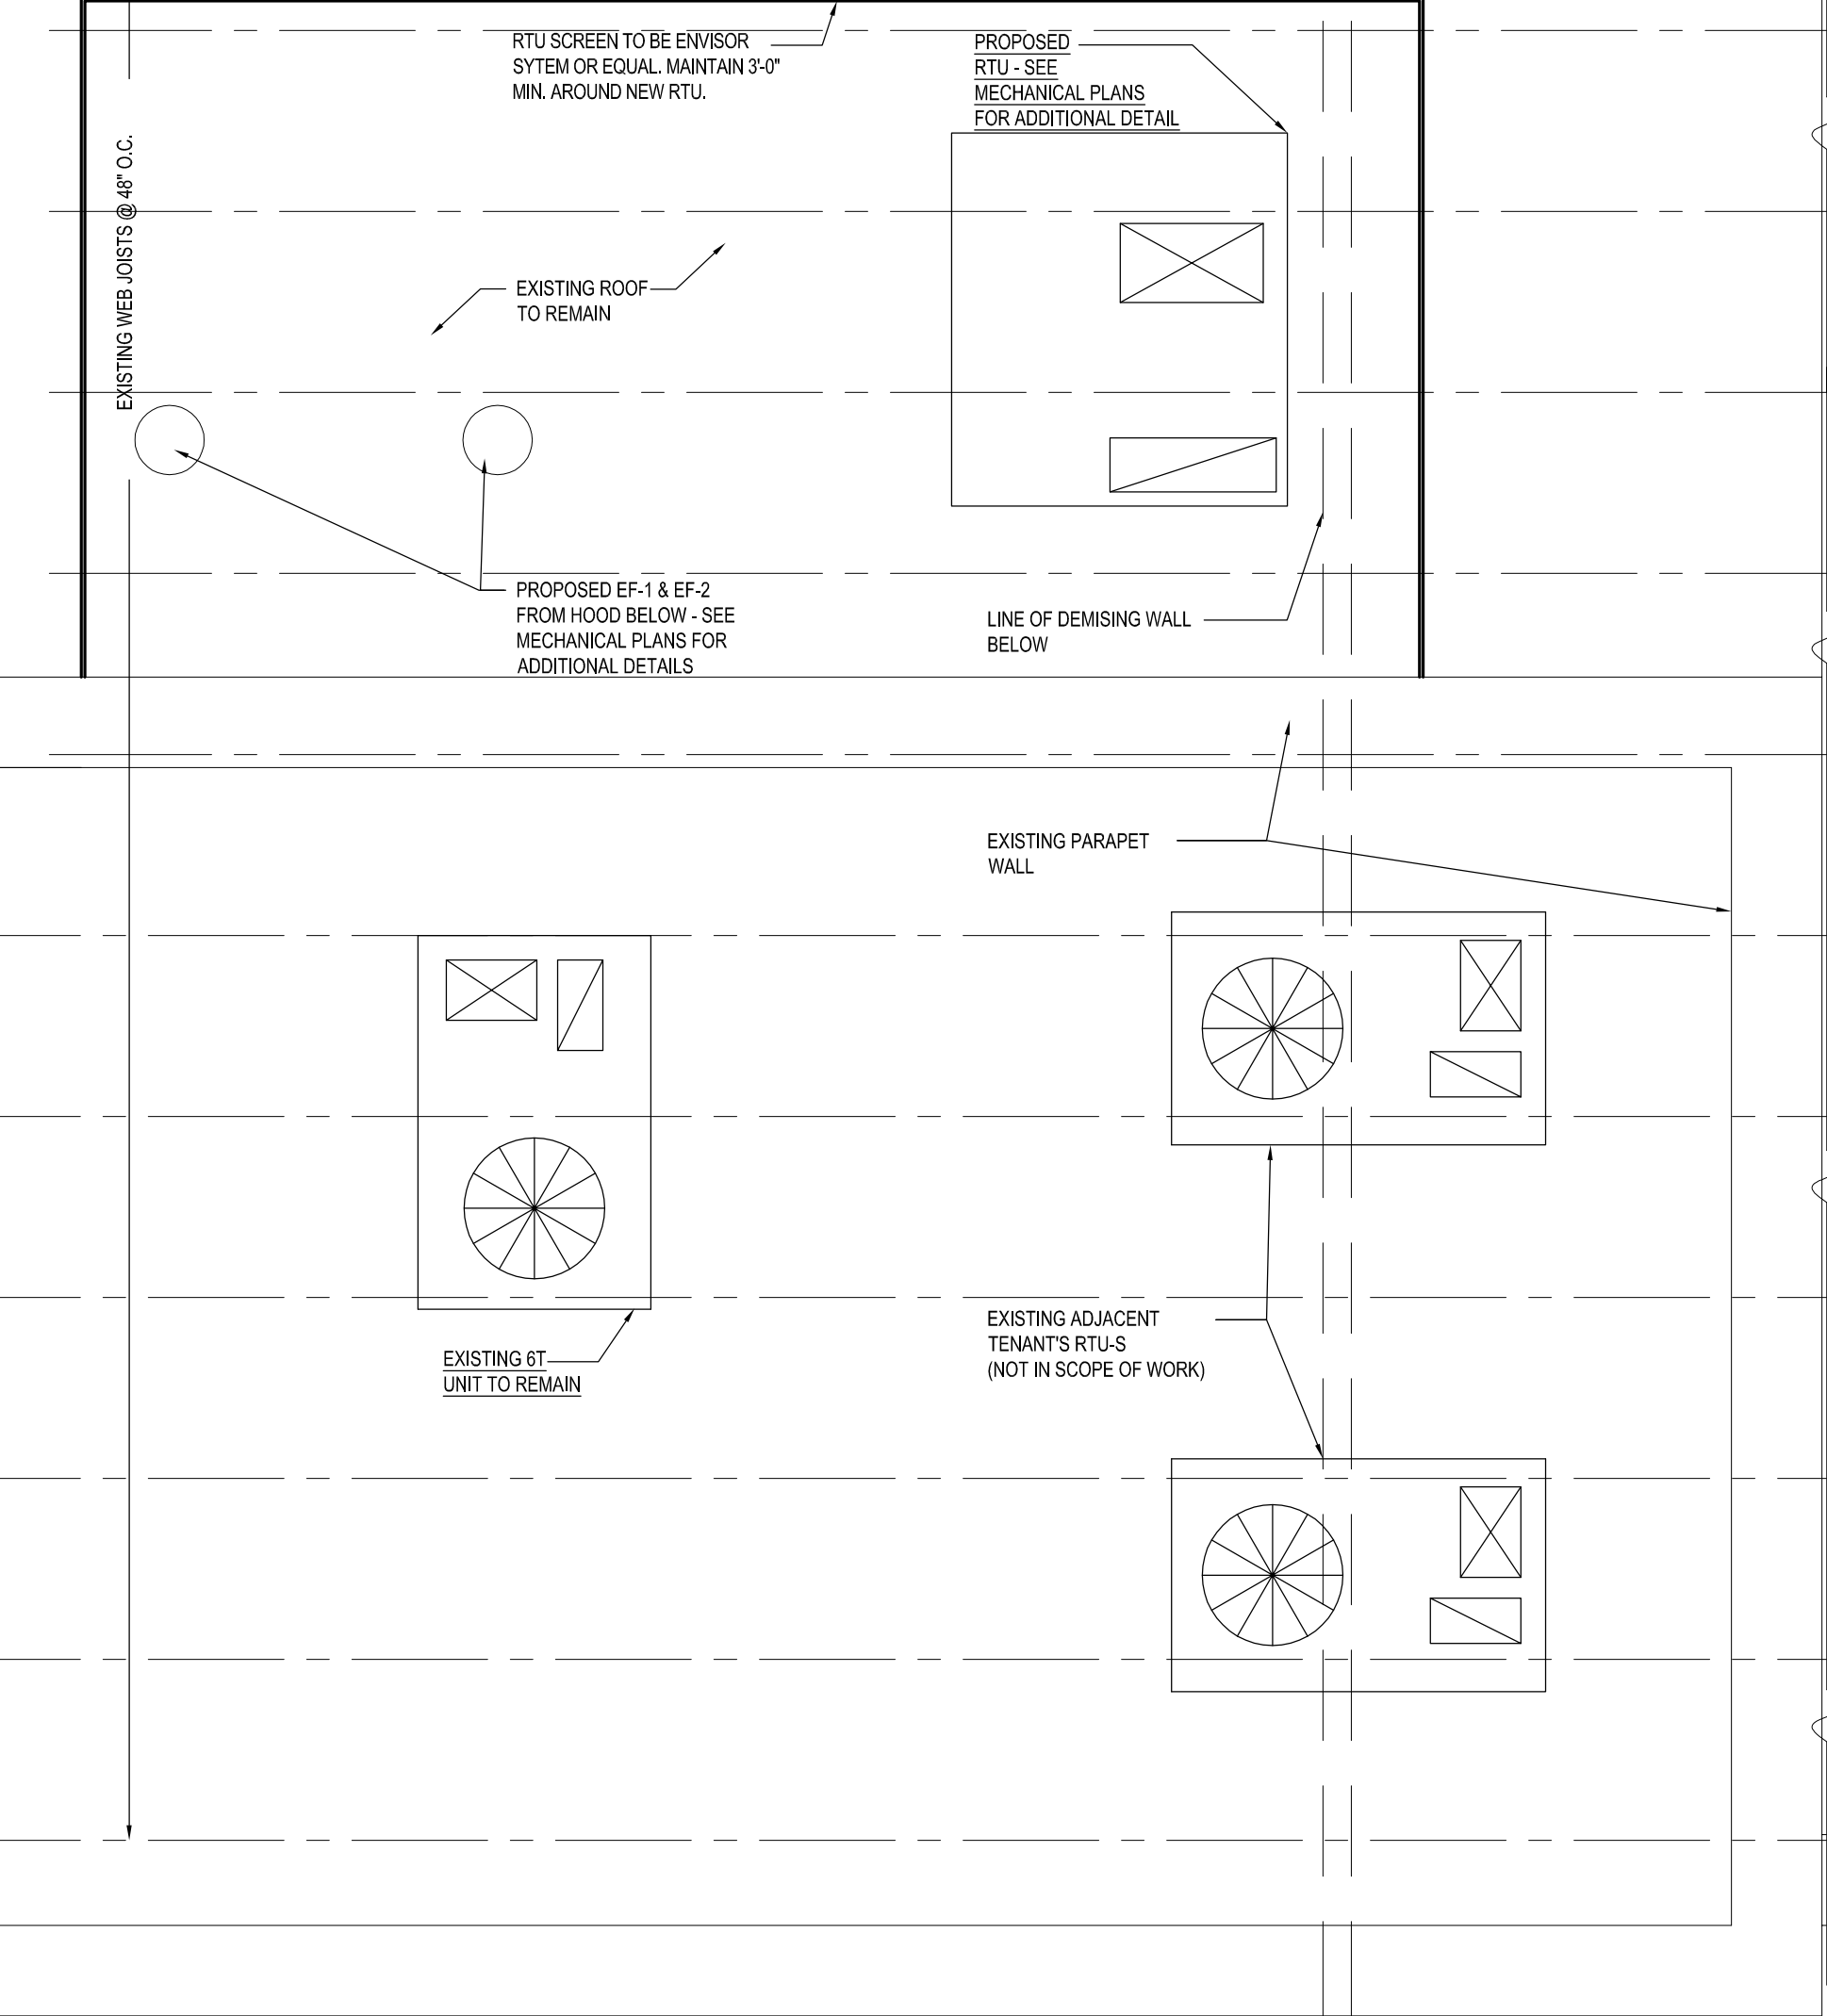 RTU SCREEN TO BE ENVISOR
SYTEM OR EQUAL. MAINTAIN 3'-0"
MIN. AROUND NEW RTU.
PROPOSED
RTU - SEE
MECHANICAL PLANS
FOR ADDITIONAL DETAIL
EXISTING WEB JOISTS @ 48" O.C.
EXISTING ROOF
TO REMAIN
PROPOSED EF-1 & EF-2
FROM HOOD BELOW - SEE
MECHANICAL PLANS FOR
ADDITIONAL DETAILS
LINE OF DEMISING WALL
BELOW
EXISTING PARAPET
WALL
EXISTING ADJACENT
TENANT'S RTU-S
(NOT IN SCOPE OF WORK)
EXISTING 6T
UNIT TO REMAIN